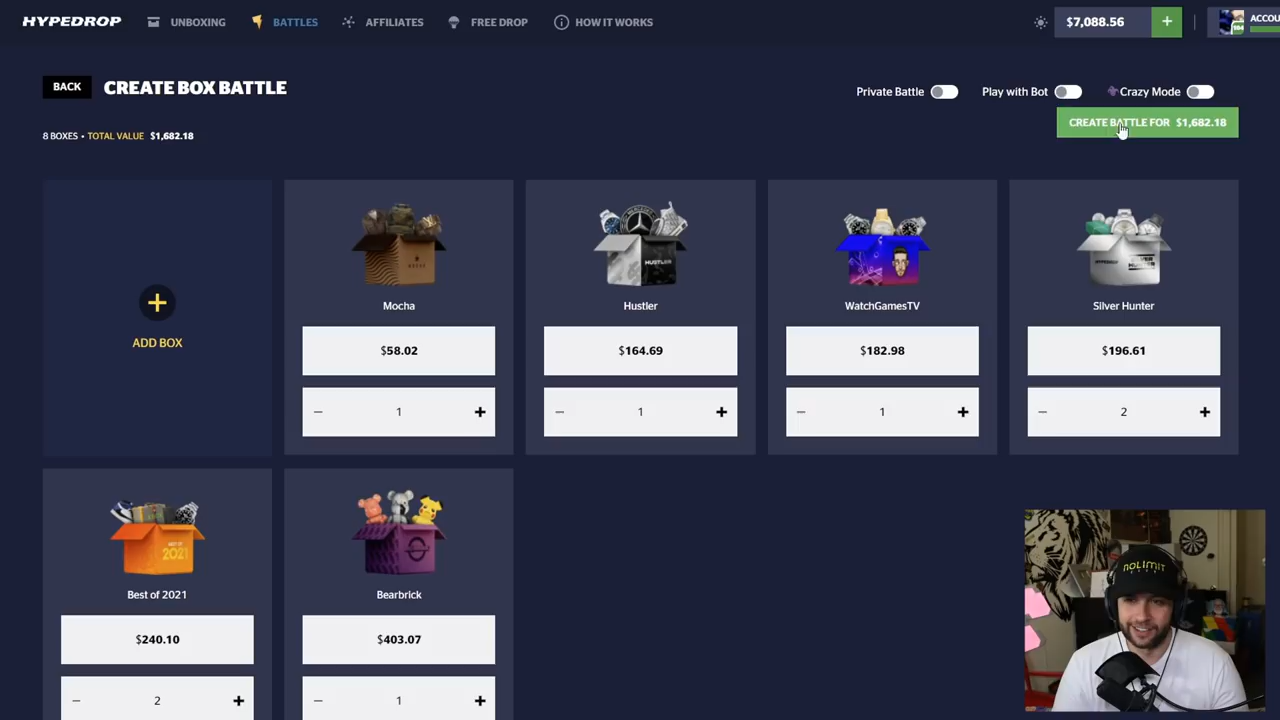 HYPEDROP
UNBOXING
BATTLES
AFFILIATES
FREE DROP
HOW IT WORKS
$7,088.56
+
BACK
CREATE BOX BATTLE
Private Battle
Play with Bot
Crazy Mode
8 BOXES • TOTAL VALUE $1,682.18
CREATE BATTLE FOR $1,682.18
+
ADD BOX
Mocha
$58.02
− 1 +
HUSTLER
Hustler
$164.69
− 1 +
WatchGamesTV
$182.98
− 1 +
Silver Hunter
$196.61
− 2 +
2021
Best of 2021
$240.10
− 2 +
Bearbrick
$403.07
− 1 +
NOLIMIT